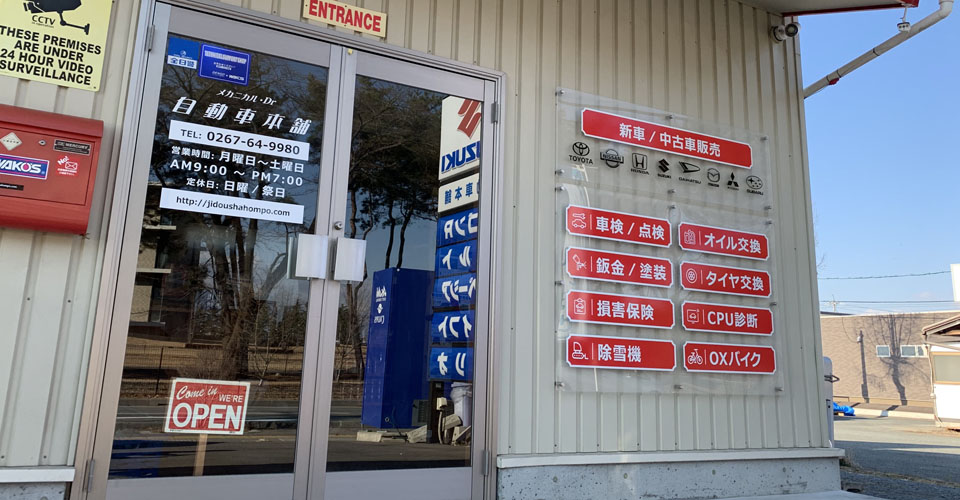 CCTV
THESE PREMISES
ARE UNDER
24 HOUR VIDEO
SURVEILLANCE
ENTRANCE
全日警
メカニカル・Dr
自動車本舗
TEL: 0267-64-9980
営業時間: 月曜日～土曜日
AM9:00 ～ PM7:00
定休日: 日曜 / 祭日
http://jidoushahompo.com
WAKO'S
Come in
WE'RE
OPEN
新車 / 中古車販売
TOYOTA
NISSAN
HONDA
SUZUKI
DAIHATSU
MAZDA
MITSUBISHI
SUBARU
車検 / 点検
オイル交換
鈑金 / 塗装
タイヤ交換
損害保険
CPU診断
除雪機
OXバイク